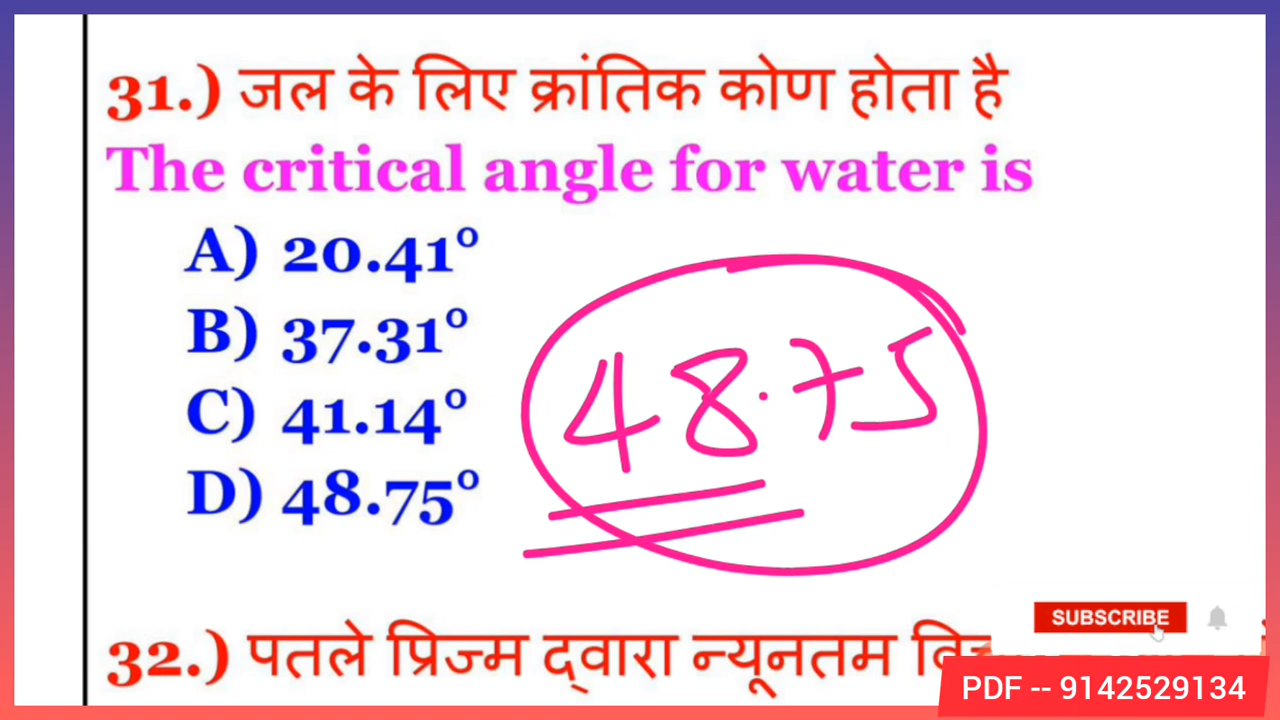 31.) जल के लिए क्रांतिक कोण होता है
The critical angle for water is
A) 20.41°
B) 37.31°
C) 41.14°
D) 48.75°
48.75
SUBSCRIBE
32.) पतले प्रिज्म द्वारा न्यूनतम
PDF -- 9142529134